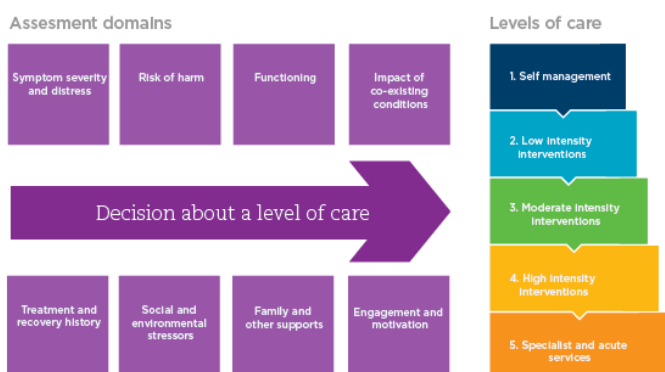 Assesment domains
Levels of care
Symptom severity
and distress
Risk of harm
Functioning
Impact of
co-existing
conditions
1. Self management
2. Low intensity
interventions
Decision about a level of care
3. Moderate intensity
interventions
4. High intensity
interventions
Treatment and
recovery history
Social and
environmental
stressors
Family and
other supports
Engagement and
motivation
5. Specialist and acute
services